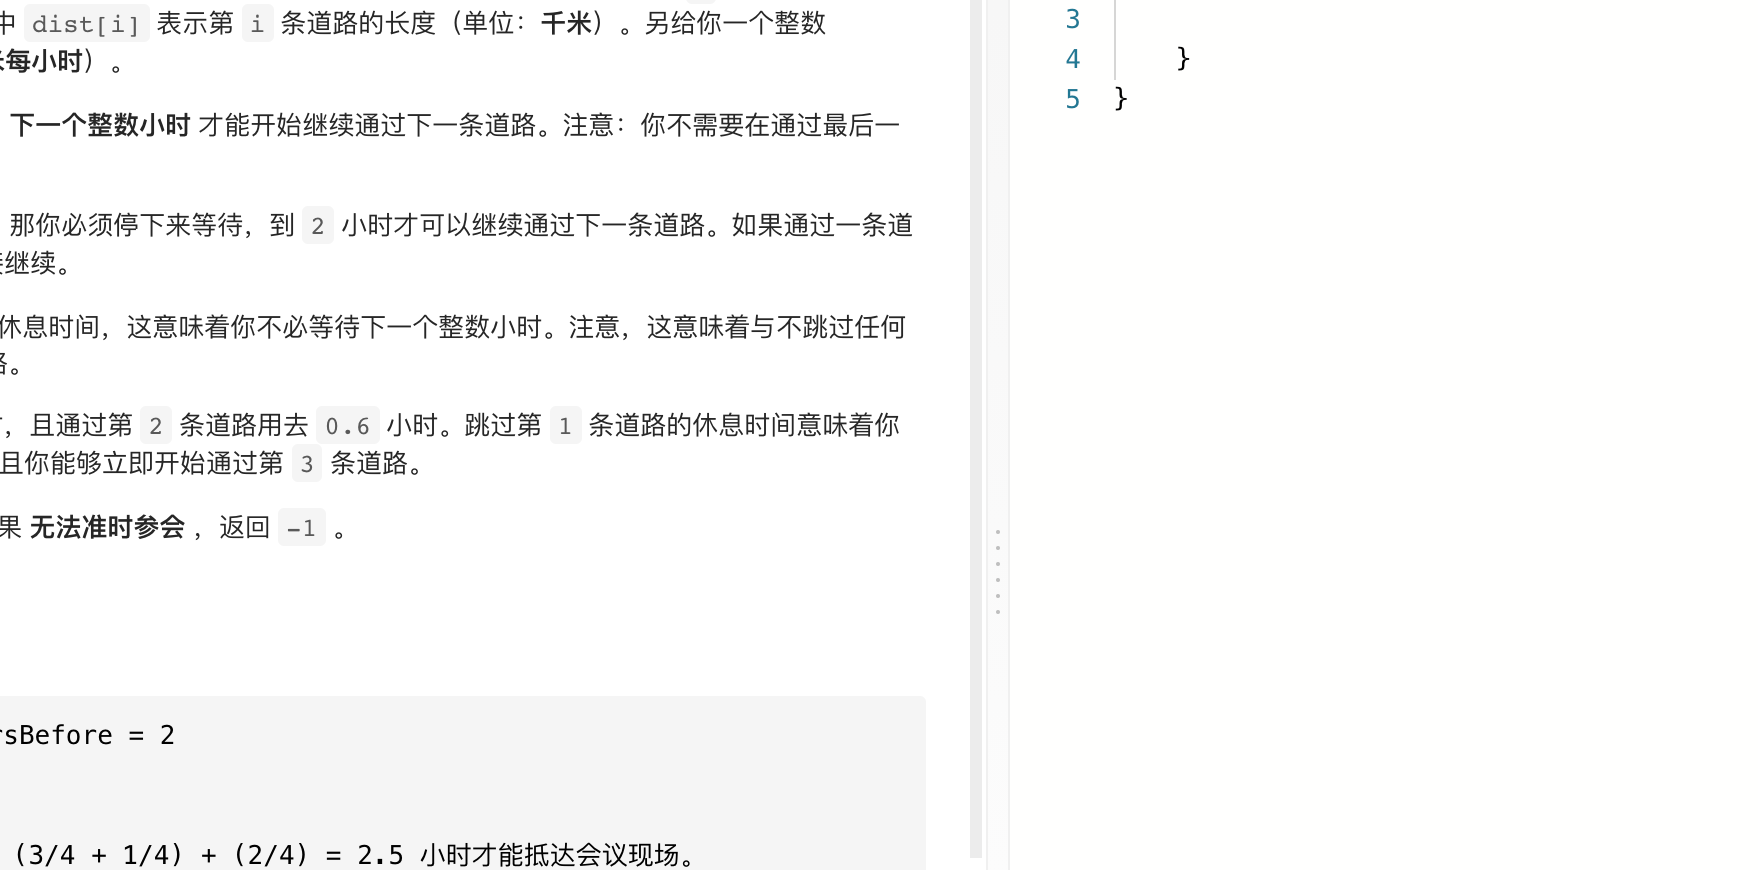 中 dist[i] 表示第 i 条道路的长度（单位：千米）。另给你一个整数
每小时）。
下一个整数小时 才能开始继续通过下一条道路。注意：你不需要在通过最后一
那你必须停下来等待，到 2 小时才可以继续通过下一条道路。如果通过一条道
继续。
休息时间，这意味着你不必等待下一个整数小时。注意，这意味着与不跳过任何
路。
，且通过第 2 条道路用去 0.6 小时。跳过第 1 条道路的休息时间意味着你
且你能够立即开始通过第 3 条道路。
果 无法准时参会 ，返回 -1 。
rsBefore = 2
(3/4 + 1/4) + (2/4) = 2.5 小时才能抵达会议现场。
3
4 }
5 }